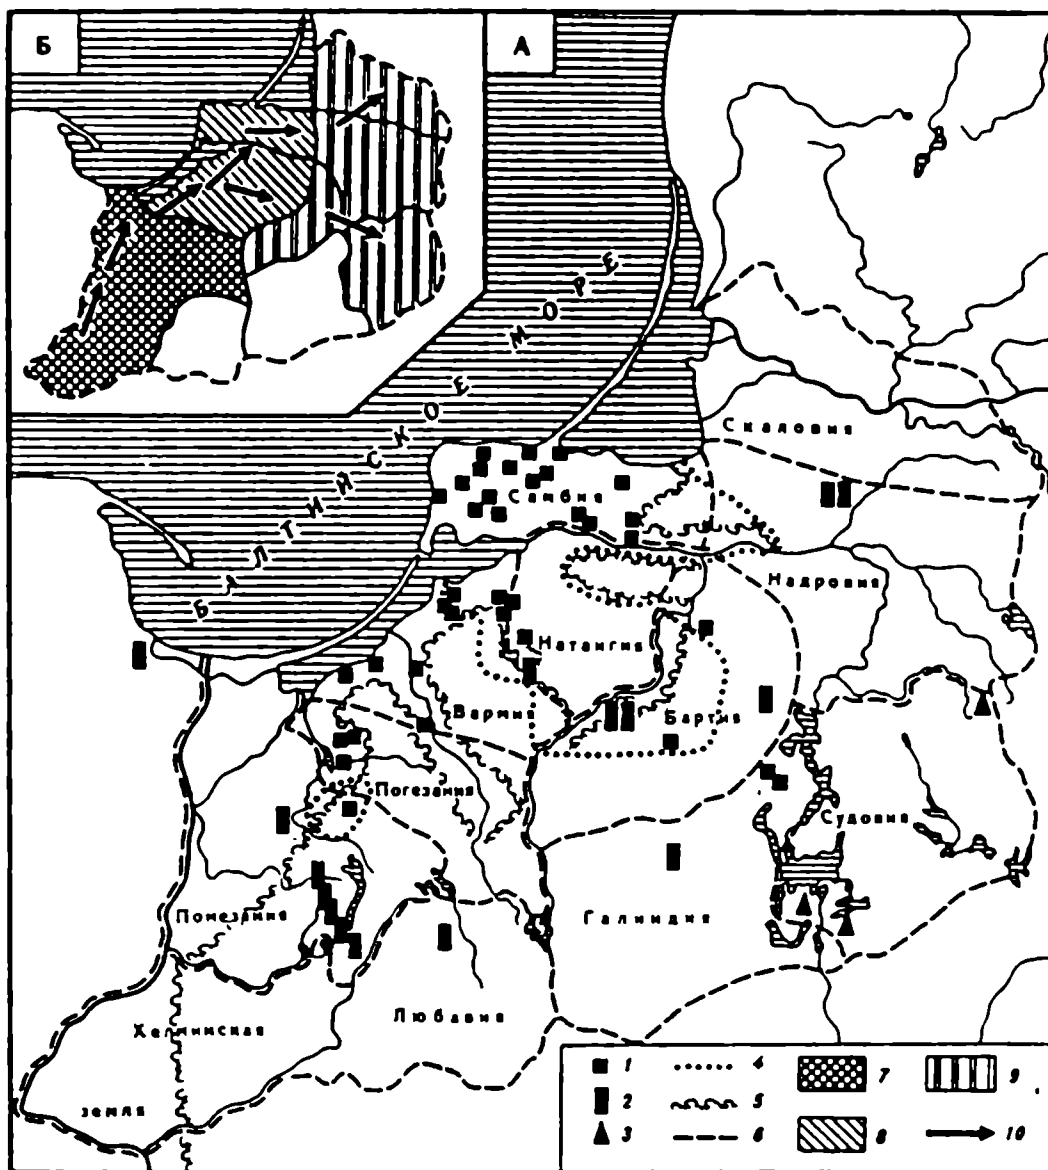 Б
А
БАЛТИЙСКОЕ МОРЕ
Скаловия
Самбия
Надровия
Натангия
Вармия
Бартия
Погезания
Судовия
Помезания
Галиндия
Любавия
Хелминская
земля
1
2
3
4
5
6
7
8
9
10